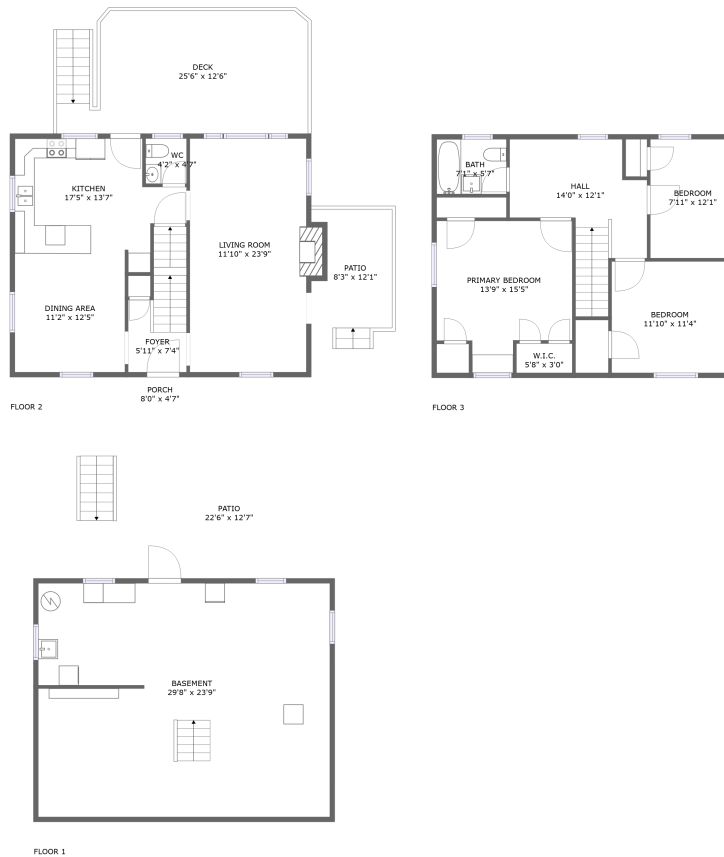 DECK
25'6" x 12'6"
WC
4'2" x 4'7"
KITCHEN
17'5" x 13'7"
LIVING ROOM
11'10" x 23'9"
PATIO
8'3" x 12'1"
DINING AREA
11'2" x 12'5"
FOYER
5'11" x 7'4"
PORCH
8'0" x 4'7"
FLOOR 2
BATH
7'1" x 5'7"
HALL
14'0" x 12'1"
BEDROOM
7'11" x 12'1"
PRIMARY BEDROOM
13'9" x 15'5"
BEDROOM
11'10" x 11'4"
W.I.C.
5'8" x 3'0"
FLOOR 3
PATIO
22'6" x 12'7"
BASEMENT
29'8" x 23'9"
FLOOR 1